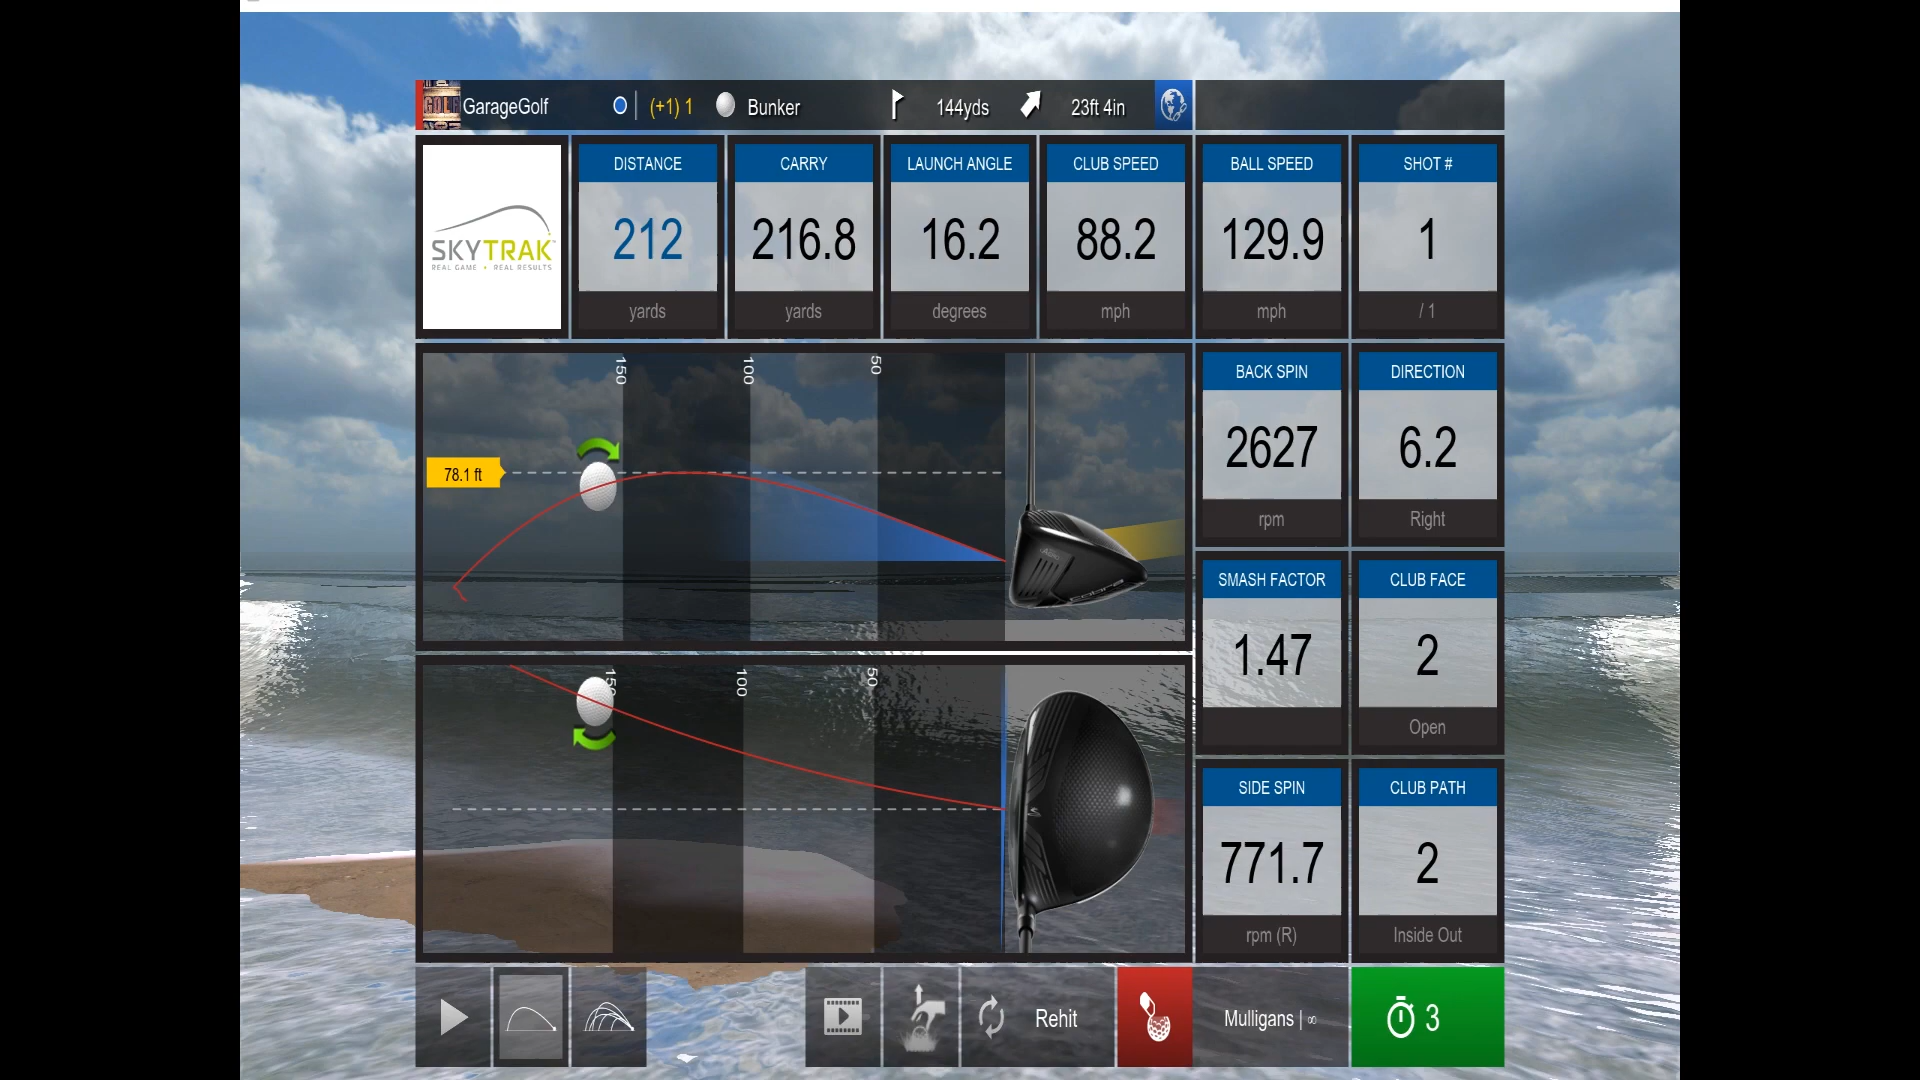 GarageGolf (+1) 1 Bunker 144yds 23ft 4in
GOLF
SKYTRAK
REAL GAME • REAL RESULTS
DISTANCE
212
yards
CARRY
216.8
yards
LAUNCH ANGLE
16.2
degrees
CLUB SPEED
88.2
mph
BALL SPEED
129.9
mph
SHOT #
1
/ 1
150 100 50
78.1 ft
cobra
BACK SPIN
2627
rpm
DIRECTION
6.2
Right
SMASH FACTOR
1.47
CLUB FACE
2
Open
150 100 50
SIDE SPIN
771.7
rpm (R)
CLUB PATH
2
Inside Out
Rehit
Mulligans | ∞
3